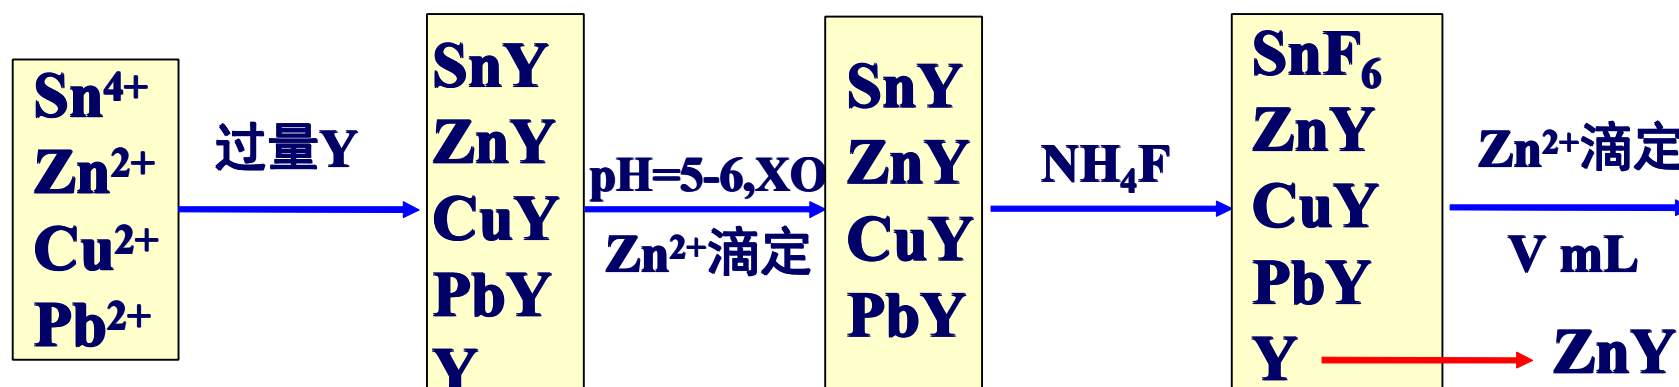 Sn⁴⁺
Zn²⁺
Cu²⁺
Pb²⁺
过量Y
SnY
ZnY
CuY
PbY
Y
pH=5-6,XO
Zn²⁺滴定
SnY
ZnY
CuY
PbY
NH₄F
SnF₆
ZnY
CuY
PbY
Y
Zn²⁺滴定
V mL
ZnY